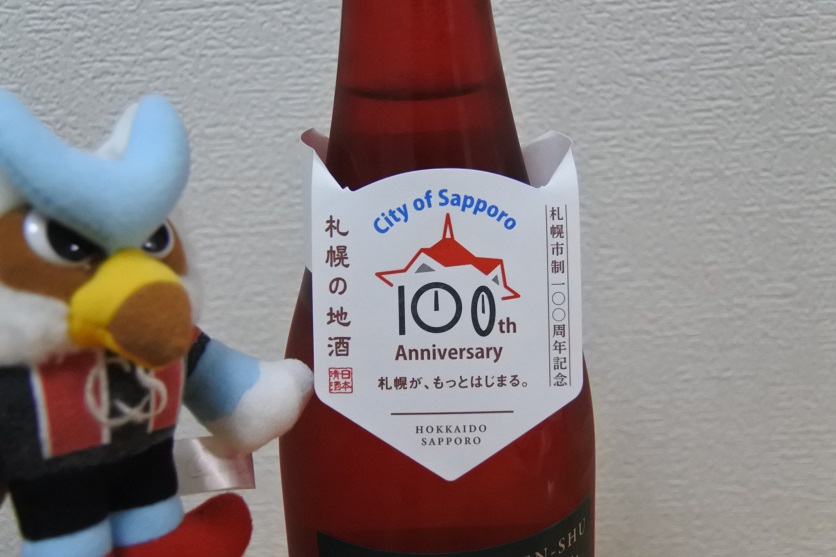 City of Sapporo
100th
Anniversary
札幌が、もっとはじまる。
HOKKAIDO
SAPPORO
札幌の地酒
日本
清酒
札幌市制一〇〇周年記念
N-SHU